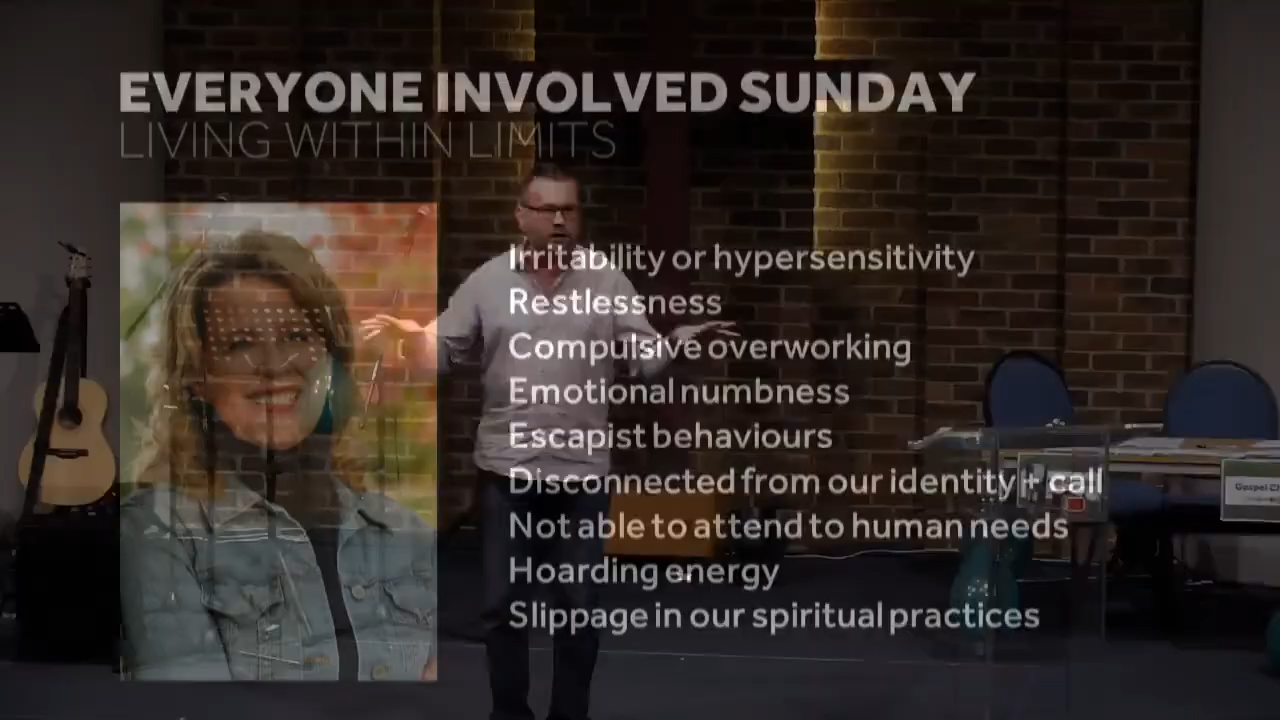 EVERYONE INVOLVED SUNDAY
LIVING WITHIN LIMITS
Irritability or hypersensitivity
Restlessness
Compulsive overworking
Emotional numbness
Escapist behaviours
Disconnected from our identity + call
Not able to attend to human needs
Hoarding energy
Slippage in our spiritual practices
Gospel